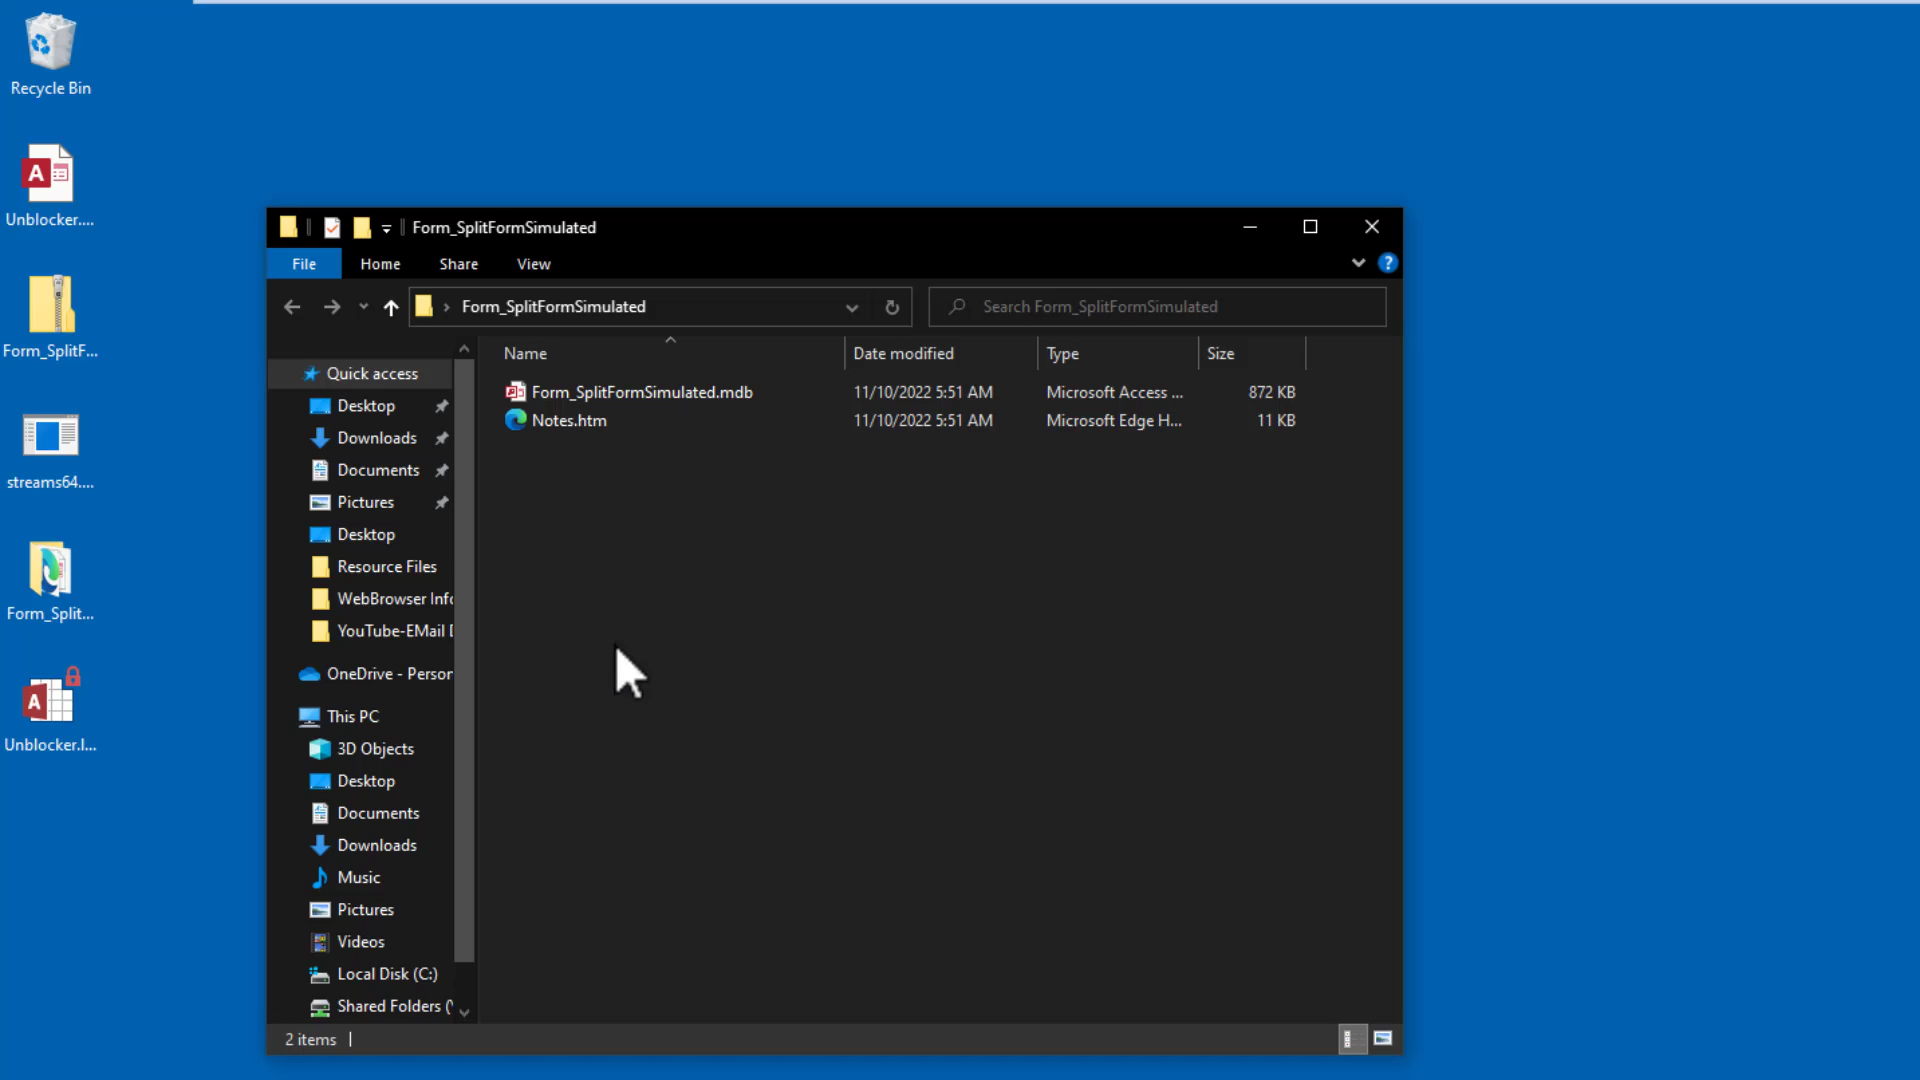 Recycle Bin
Unblocker....
Form_SplitF...
streams64....
Form_Split...
Unblocker.l...
Form_SplitFormSimulated
File Home Share View
Form_SplitFormSimulated
Search Form_SplitFormSimulated
Name Date modified Type Size
Form_SplitFormSimulated.mdb 11/10/2022 5:51 AM Microsoft Access ... 872 KB
Notes.htm 11/10/2022 5:51 AM Microsoft Edge H... 11 KB
Quick access
Desktop
Downloads
Documents
Pictures
Desktop
Resource Files
WebBrowser Info
YouTube-EMail
OneDrive - Person
This PC
3D Objects
Desktop
Documents
Downloads
Music
Pictures
Videos
Local Disk (C:)
Shared Folders (
2 items